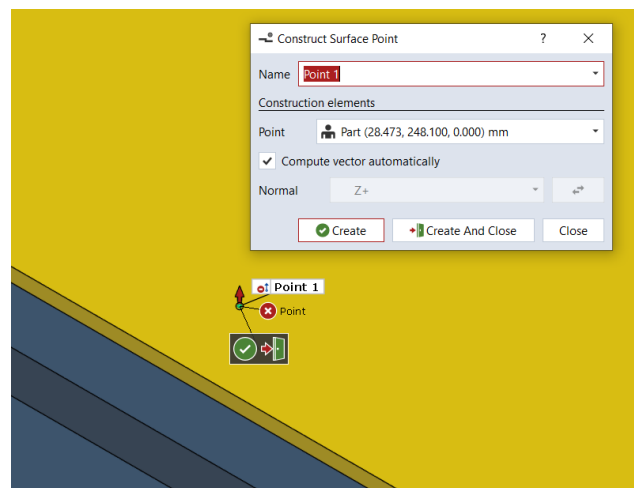 Construct Surface Point ?
Name Point 1
Construction elements
Point Part (28.473, 248.100, 0.000) mm
Compute vector automatically
Normal Z+
Create Create And Close Close
Point 1
Point